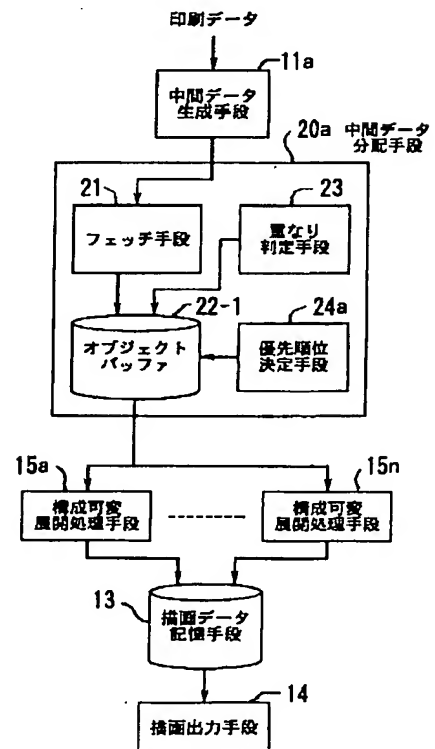 印刷データ
11a
中間データ
生成手段
20a 中間データ
分配手段
21
フェッチ手段
23
重なり
判定手段
22-1
オブジェクト
バッファ
24a
優先順位
決定手段
15a
構成可変
展開処理手段
15n
構成可変
展開処理手段
13
描画データ
記憶手段
14
描画出力手段